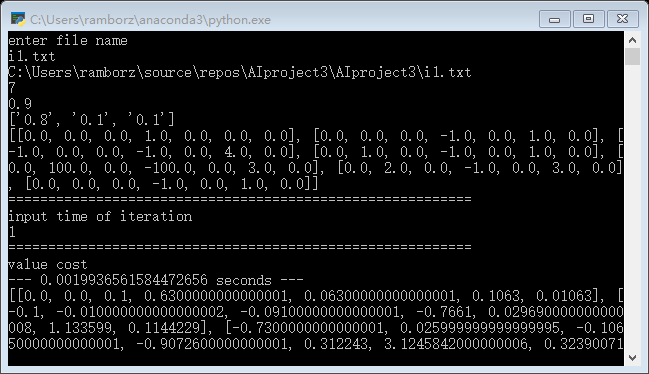 C:\Users\ramborz\anaconda3\python.exe
enter file name
i1.txt
C:\Users\ramborz\source\repos\AIproject3\AIproject3\i1.txt
7
0.9
['0.8', '0.1', '0.1']
[[0.0, 0.0, 0.0, 1.0, 0.0, 0.0, 0.0], [0.0, 0.0, 0.0, -1.0, 0.0, 1.0, 0.0], [
-1.0, 0.0, 0.0, -1.0, 0.0, 4.0, 0.0], [0.0, 1.0, 0.0, -1.0, 0.0, 1.0, 0.0], [
0.0, 100.0, 0.0, -100.0, 0.0, 3.0, 0.0], [0.0, 2.0, 0.0, -1.0, 0.0, 3.0, 0.0]
, [0.0, 0.0, 0.0, -1.0, 0.0, 1.0, 0.0]]
==========================================================
input time of iteration
1
==========================================================
value cost
--- 0.0019936561584472656 seconds ---
[[0.0, 0.0, 0.1, 0.6300000000000001, 0.06300000000000001, 0.1063, 0.01063], [
-0.1, -0.010000000000000002, -0.09100000000000001, -0.7661, 0.029690000000000
008, 1.133599, 0.1144229], [-0.7300000000000001, 0.025999999999999995, -0.106
50000000000001, -0.9072600000000001, 0.312243, 3.1245842000000006, 0.32390071